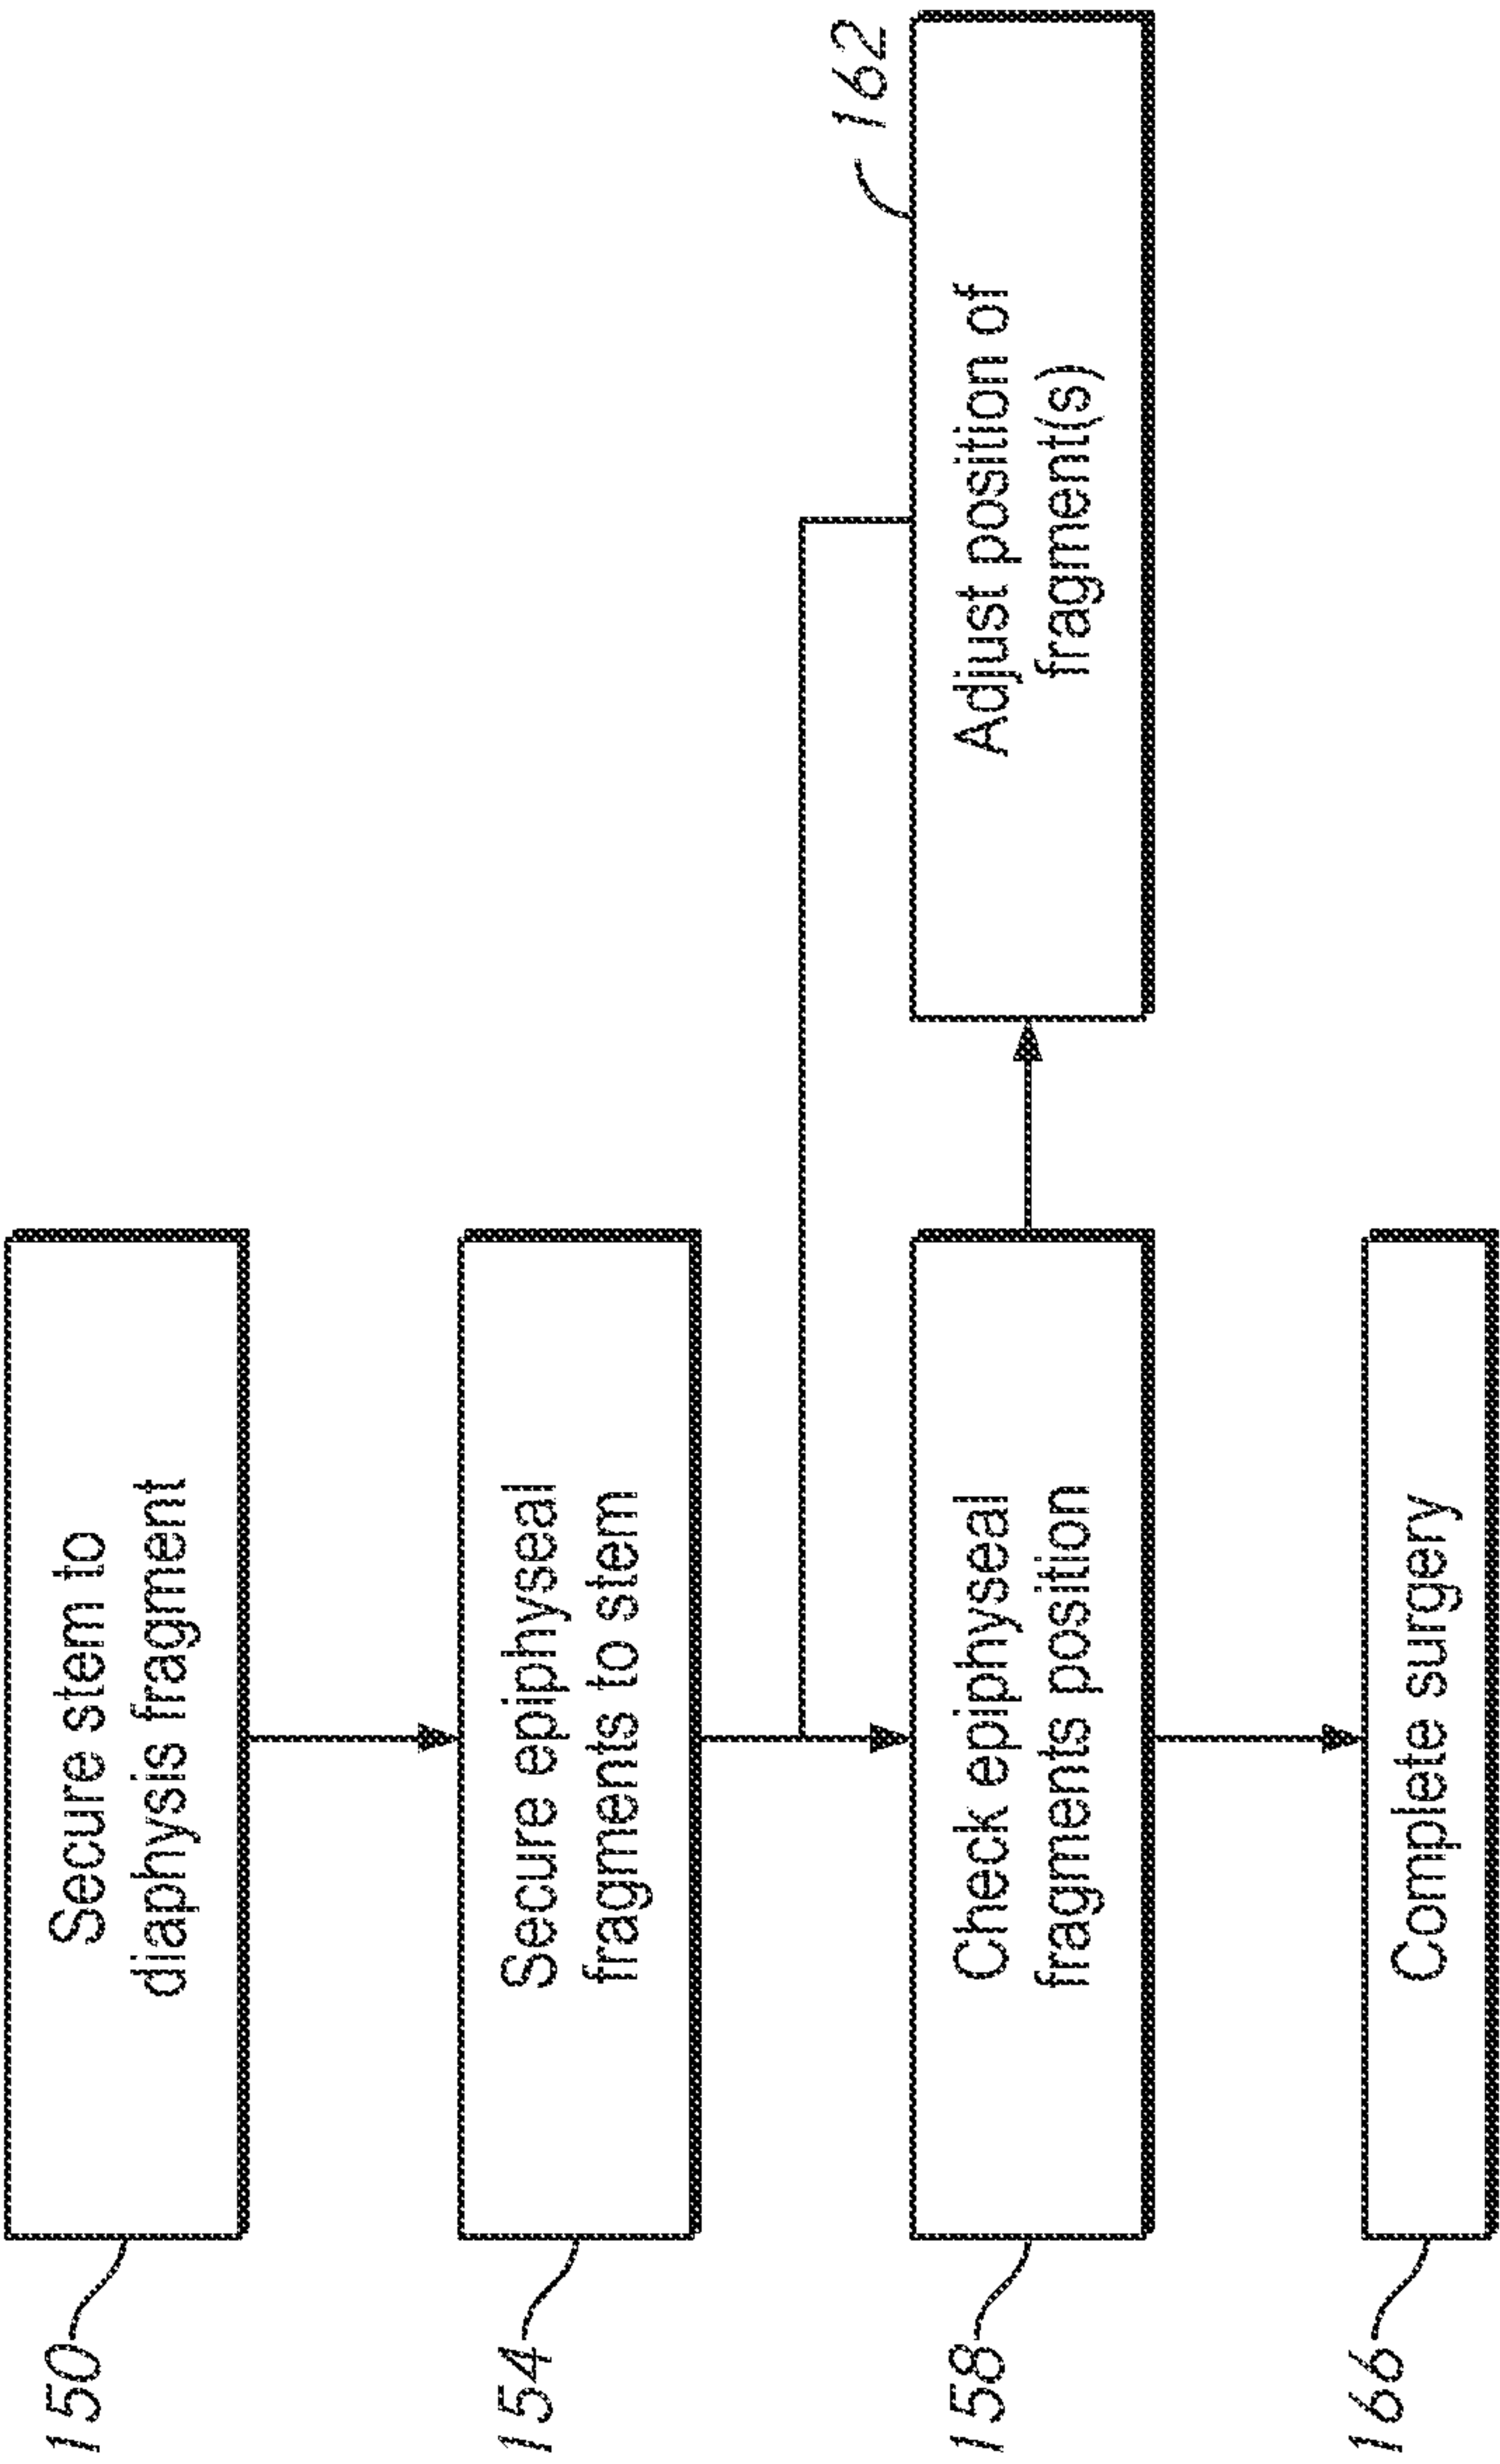 150
Secure stem to
diaphysis fragment
154
Secure epiphyseal
fragments to stem
158
Check epiphyseal
fragments position
162
Adjust position of
fragment(s)
166
Complete surgery